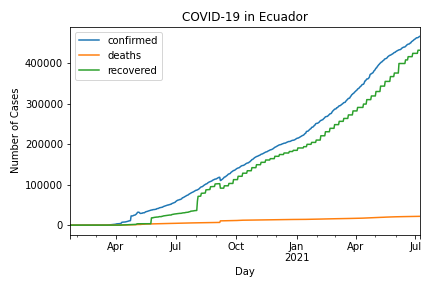 COVID-19 in Ecuador
confirmed
deaths
recovered
Number of Cases
400000
300000
200000
100000
0
Apr
Jul
Oct
Jan
2021
Apr
Jul
Day